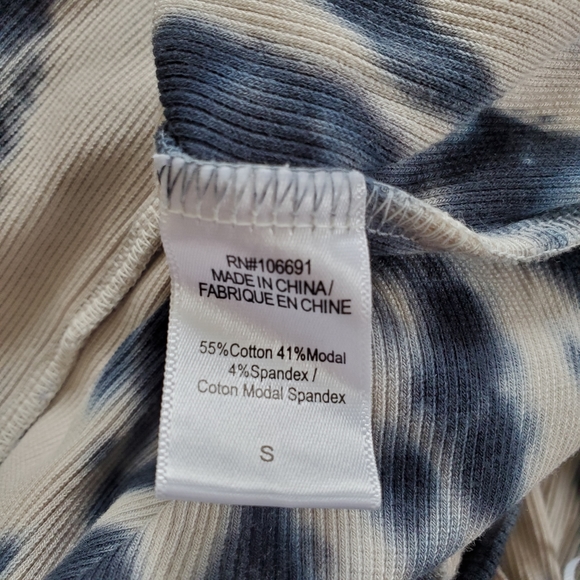 RN#106691
MADE IN CHINA/
FABRIQUE EN CHINE
55%Cotton 41%Modal
4%Spandex /
Coton Modal Spandex
S